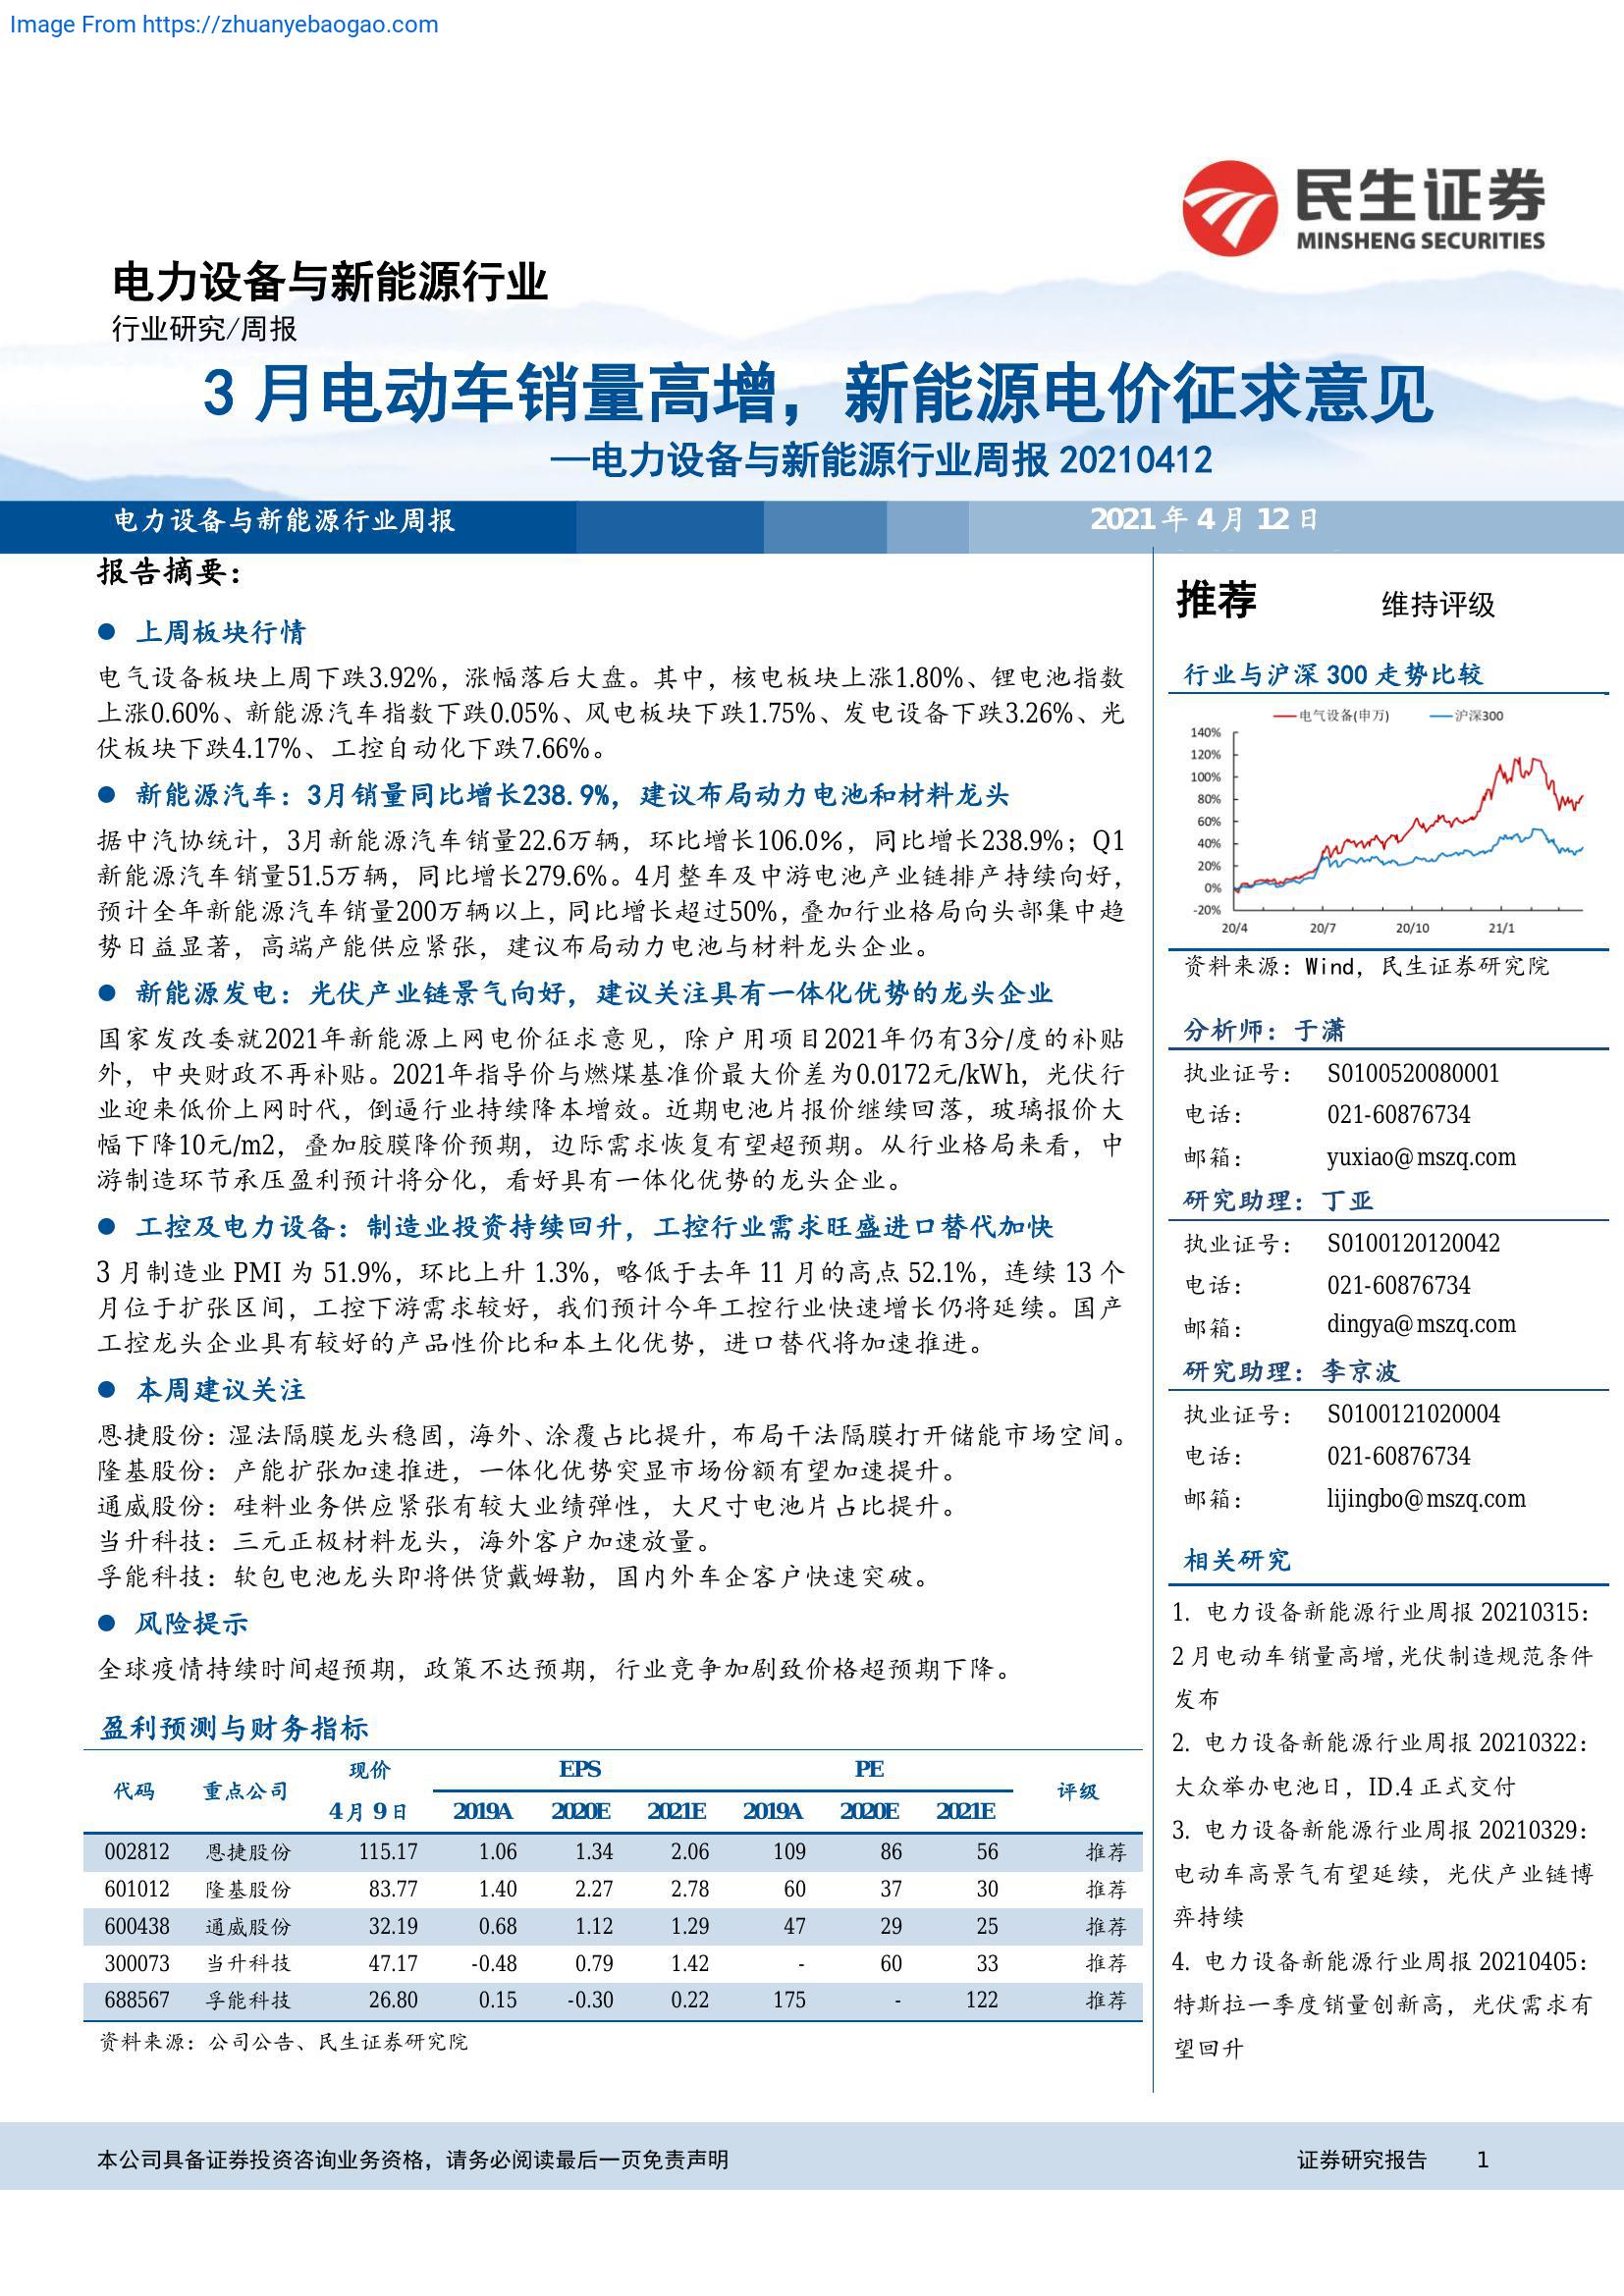 Image From https://zhuanyebaogao.com
民生证券
MINSHENG SECURITIES
电力设备与新能源行业
行业研究/周报
3 月电动车销量高增，新能源电价征求意见
—电力设备与新能源行业周报 20210412
电力设备与新能源行业周报 2021 年 4 月 12 日
报告摘要：
● 上周板块行情
电气设备板块上周下跌3.92%，涨幅落后大盘。其中，核电板块上涨1.80%、锂电池指数
上涨0.60%、新能源汽车指数下跌0.05%、风电板块下跌1.75%、发电设备下跌3.26%、光
伏板块下跌4.17%、工控自动化下跌7.66%。
● 新能源汽车：3月销量同比增长238.9%，建议布局动力电池和材料龙头
据中汽协统计，3月新能源汽车销量22.6万辆，环比增长106.0%，同比增长238.9%；Q1
新能源汽车销量51.5万辆，同比增长279.6%。4月整车及中游电池产业链排产持续向好，
预计全年新能源汽车销量200万辆以上，同比增长超过50%，叠加行业格局向头部集中趋
势日益显著，高端产能供应紧张，建议布局动力电池与材料龙头企业。
● 新能源发电：光伏产业链景气向好，建议关注具有一体化优势的龙头企业
国家发改委就2021年新能源上网电价征求意见，除户用项目2021年仍有3分/度的补贴
外，中央财政不再补贴。2021年指导价与燃煤基准价最大价差为0.0172元/kWh，光伏行
业迎来低价上网时代，倒逼行业持续降本增效。近期电池片报价继续回落，玻璃报价大
幅下降10元/m2，叠加胶膜降价预期，边际需求恢复有望超预期。从行业格局来看，中
游制造环节承压盈利预计将分化，看好具有一体化优势的龙头企业。
● 工控及电力设备：制造业投资持续回升，工控行业需求旺盛进口替代加快
3 月制造业 PMI 为 51.9%，环比上升 1.3%，略低于去年 11 月的高点 52.1%，连续 13 个
月位于扩张区间，工控下游需求较好，我们预计今年工控行业快速增长仍将延续。国产
工控龙头企业具有较好的产品性价比和本土化优势，进口替代将加速推进。
● 本周建议关注
恩捷股份：湿法隔膜龙头稳固，海外、涂覆占比提升，布局干法隔膜打开储能市场空间。
隆基股份：产能扩张加速推进，一体化优势突显市场份额有望加速提升。
通威股份：硅料业务供应紧张有较大业绩弹性，大尺寸电池片占比提升。
当升科技：三元正极材料龙头，海外客户加速放量。
孚能科技：软包电池龙头即将供货戴姆勒，国内外车企客户快速突破。
● 风险提示
全球疫情持续时间超预期，政策不达预期，行业竞争加剧致价格超预期下降。
盈利预测与财务指标
代码 重点公司 现价 EPS PE 评级
4 月 9 日 2019A 2020E 2021E 2019A 2020E 2021E
002812 恩捷股份 115.17 1.06 1.34 2.06 109 86 56 推荐
601012 隆基股份 83.77 1.40 2.27 2.78 60 37 30 推荐
600438 通威股份 32.19 0.68 1.12 1.29 47 29 25 推荐
300073 当升科技 47.17 -0.48 0.79 1.42 - 60 33 推荐
688567 孚能科技 26.80 0.15 -0.30 0.22 175 - 122 推荐
资料来源：公司公告、民生证券研究院
推荐 维持评级
行业与沪深 300 走势比较
电气设备(申万) 沪深300
140%
120%
100%
80%
60%
40%
20%
0%
-20%
20/4 20/7 20/10 21/1
资料来源：Wind，民生证券研究院
分析师：于潇
执业证号： S0100520080001
电话： 021-60876734
邮箱： yuxiao@mszq.com
研究助理：丁亚
执业证号： S0100120120042
电话： 021-60876734
邮箱： dingya@mszq.com
研究助理：李京波
执业证号： S0100121020004
电话： 021-60876734
邮箱： lijingbo@mszq.com
相关研究
1. 电力设备新能源行业周报 20210315：
2 月电动车销量高增,光伏制造规范条件
发布
2. 电力设备新能源行业周报 20210322：
大众举办电池日，ID.4 正式交付
3. 电力设备新能源行业周报 20210329：
电动车高景气有望延续，光伏产业链博
弈持续
4. 电力设备新能源行业周报 20210405：
特斯拉一季度销量创新高，光伏需求有
望回升
本公司具备证券投资咨询业务资格，请务必阅读最后一页免责声明 证券研究报告 1